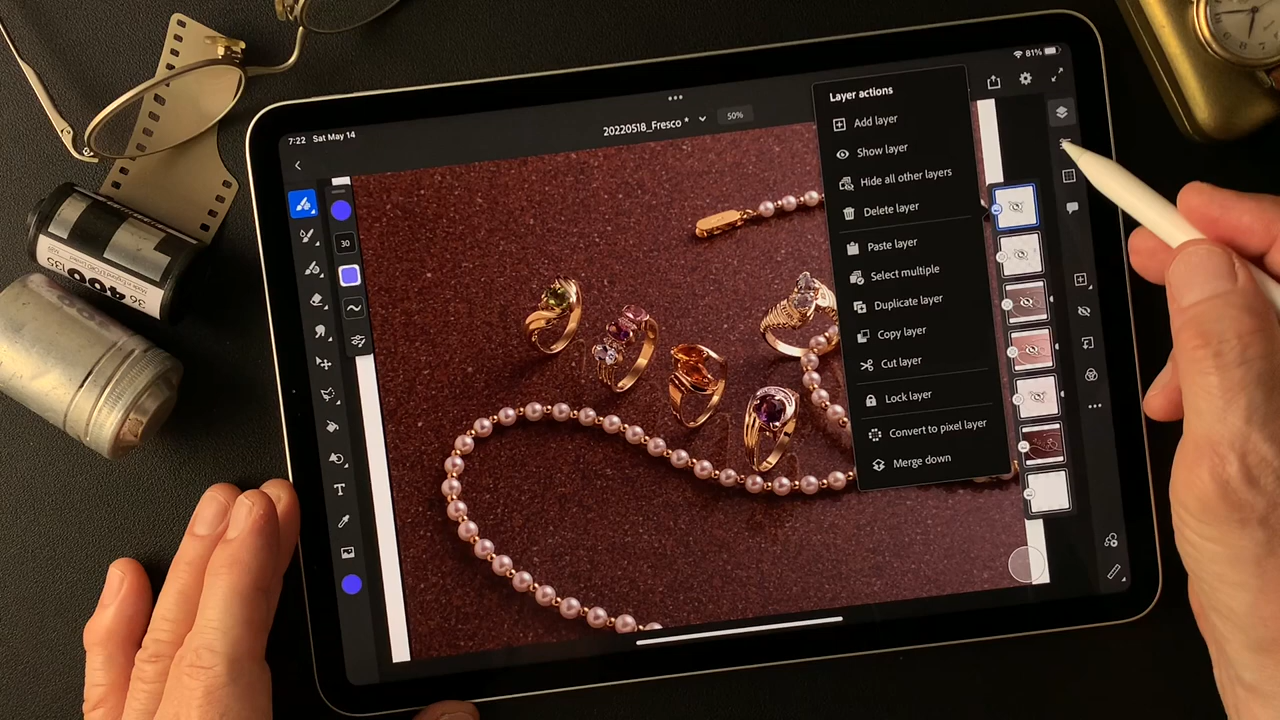 7:22 Sat May 14
81%
20220518_Fresco *
50%
30
T
Layer actions
Add layer
Show layer
Hide all other layers
Delete layer
Paste layer
Select multiple
Duplicate layer
Copy layer
Cut layer
Lock layer
Convert to pixel layer
Merge down
400
36
135